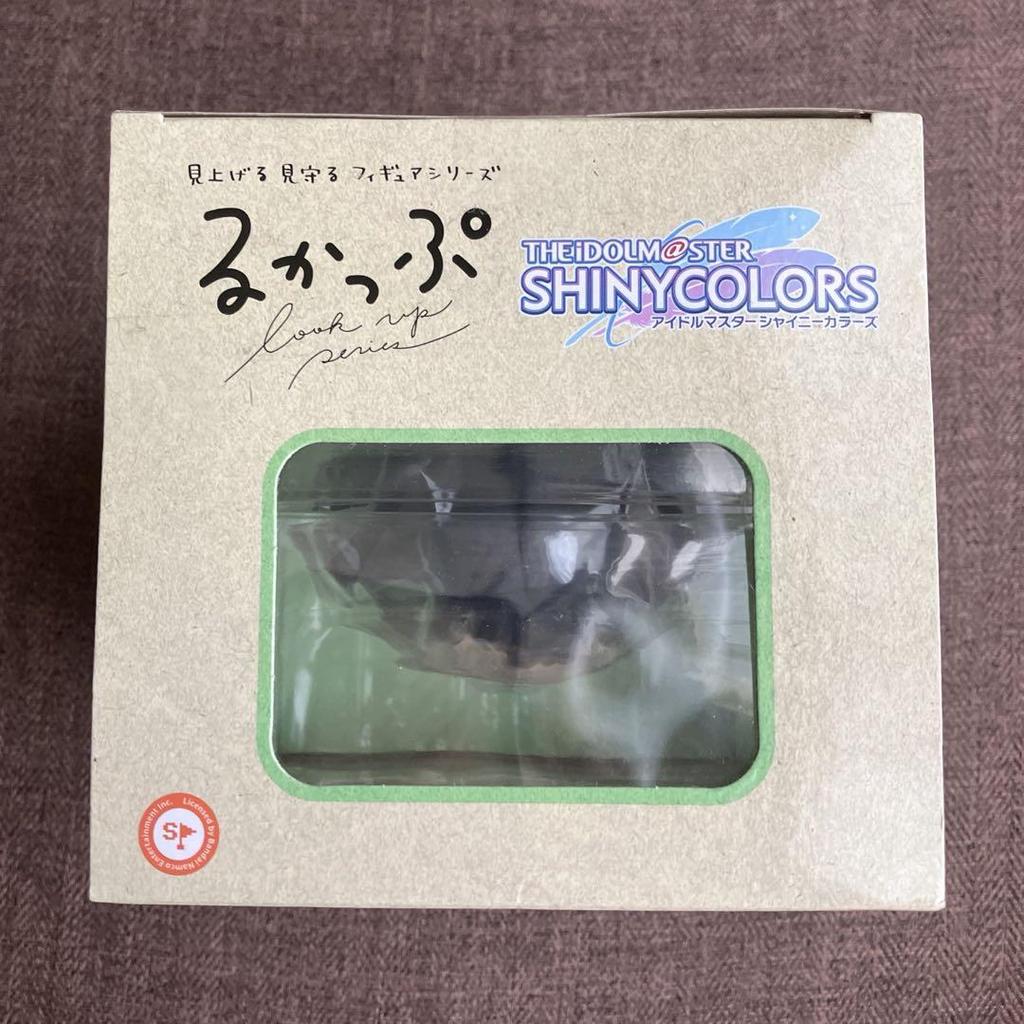 見上げる 見守る フィギュアシリーズ
るかっぷ
look up
series
THE iDOLM@STER
SHINYCOLORS
アイドルマスター シャイニーカラーズ
Licensed by Bandai Namco Entertainment Inc.
S